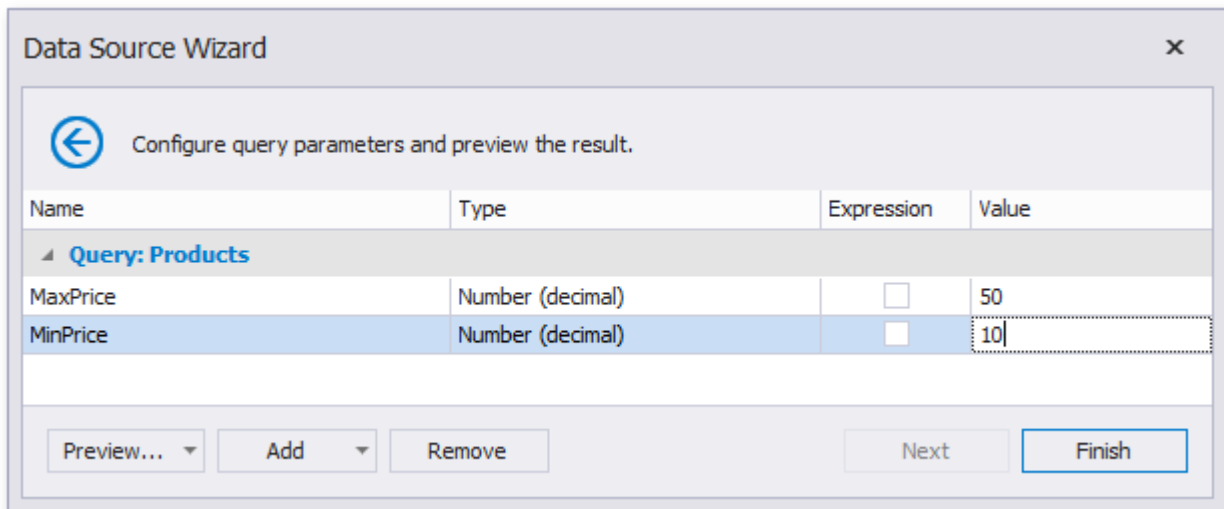 Data Source Wizard
Configure query parameters and preview the result.
Name Type Expression Value
Query: Products
MaxPrice Number (decimal) 50
MinPrice Number (decimal) 10
Preview... Add Remove Next Finish